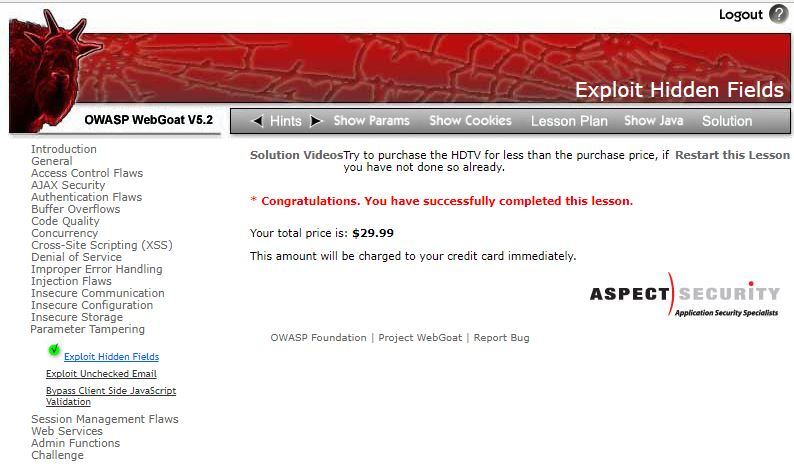 Logout ?
Exploit Hidden Fields
OWASP WebGoat V5.2
Hints Show Params Show Cookies Lesson Plan Show Java Solution
Introduction
General
Access Control Flaws
AJAX Security
Authentication Flaws
Buffer Overflows
Code Quality
Concurrency
Cross-Site Scripting (XSS)
Denial of Service
Improper Error Handling
Injection Flaws
Insecure Communication
Insecure Configuration
Insecure Storage
Parameter Tampering
Exploit Hidden Fields
Exploit Unchecked Email
Bypass Client Side JavaScript
Validation
Session Management Flaws
Web Services
Admin Functions
Challenge
Solution Videos Try to purchase the HDTV for less than the purchase price, if Restart this Lesson
you have not done so already.
* Congratulations. You have successfully completed this lesson.
Your total price is: $29.99
This amount will be charged to your credit card immediately.
ASPECT SECURITY
Application Security Specialists
OWASP Foundation | Project WebGoat | Report Bug